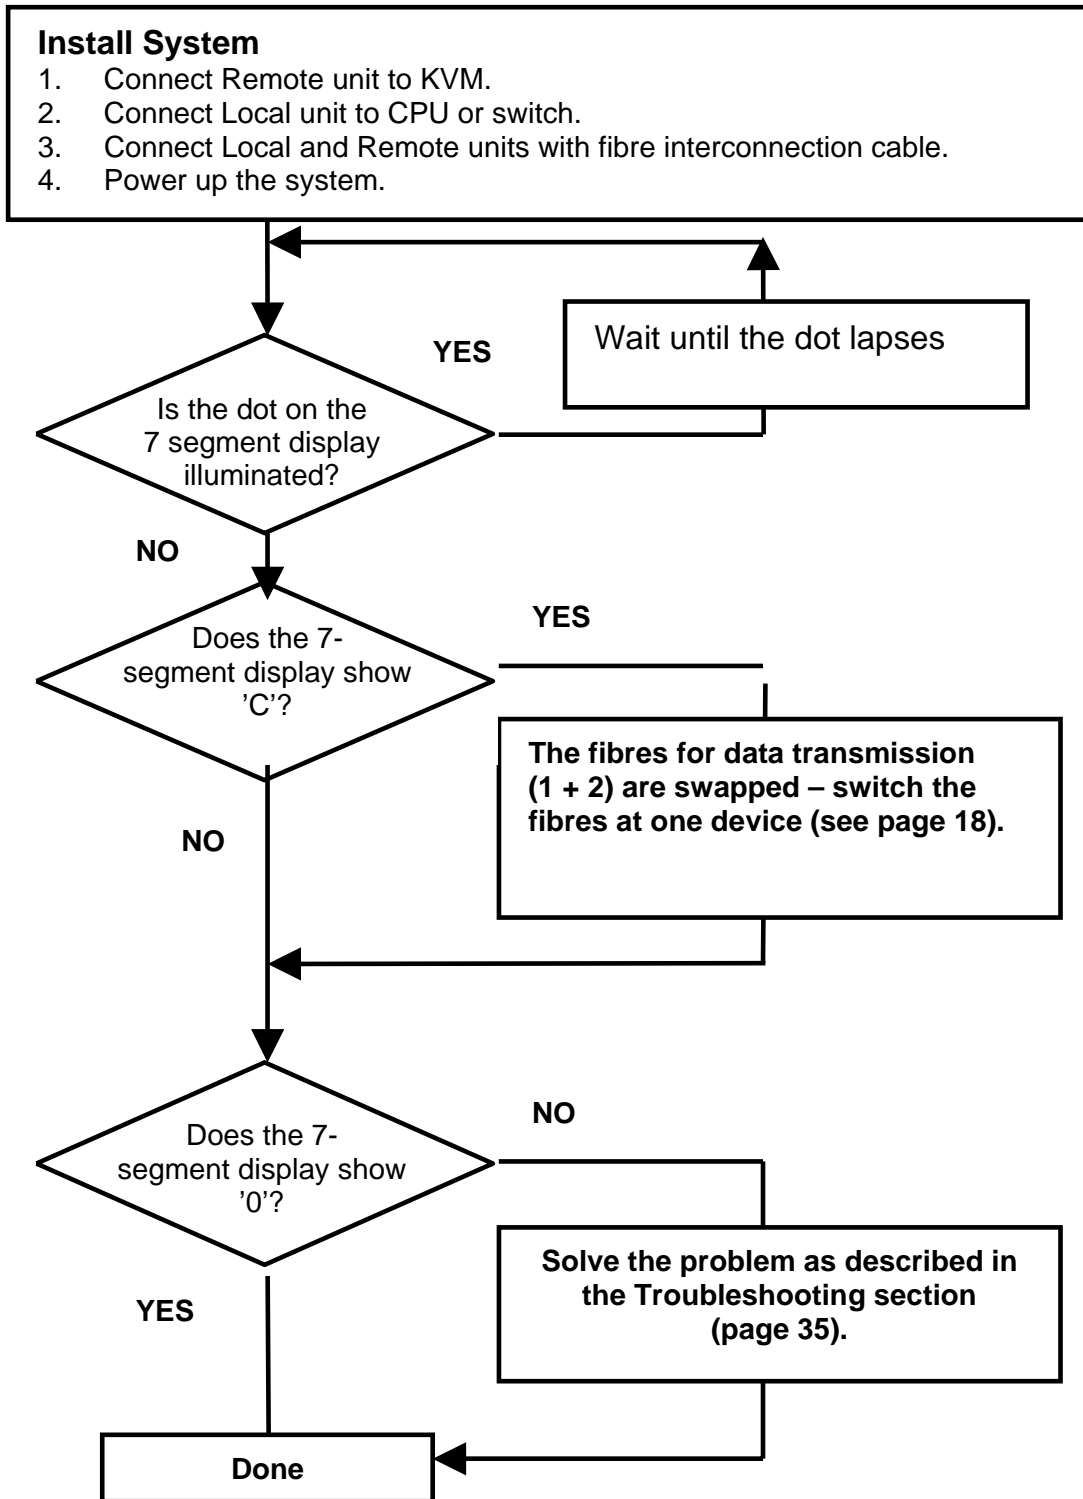 Install System
1. Connect Remote unit to KVM.
2. Connect Local unit to CPU or switch.
3. Connect Local and Remote units with fibre interconnection cable.
4. Power up the system.
Wait until the dot lapses
YES
Is the dot on the
7 segment display
illuminated?
NO
YES
Does the 7-
segment display show
’C’?
The fibres for data transmission
(1 + 2) are swapped – switch the
fibres at one device (see page 18).
NO
NO
Does the 7-
segment display show
’0’?
Solve the problem as described in
the Troubleshooting section
(page 35).
YES
Done